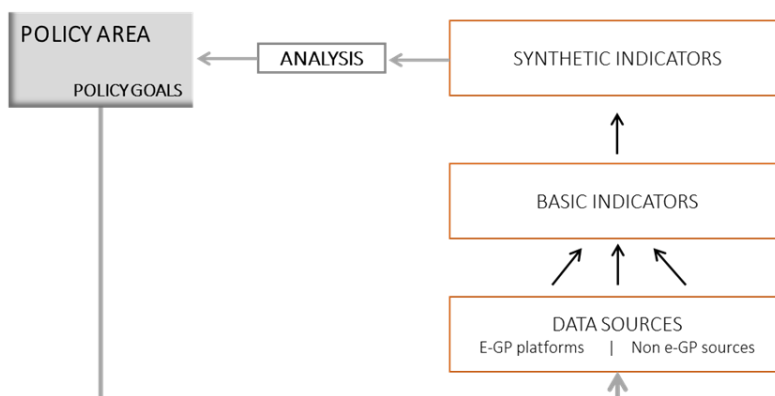 POLICY AREA
POLICY GOALS
ANALYSIS
SYNTHETIC INDICATORS
BASIC INDICATORS
DATA SOURCES
E-GP platforms | Non e-GP sources